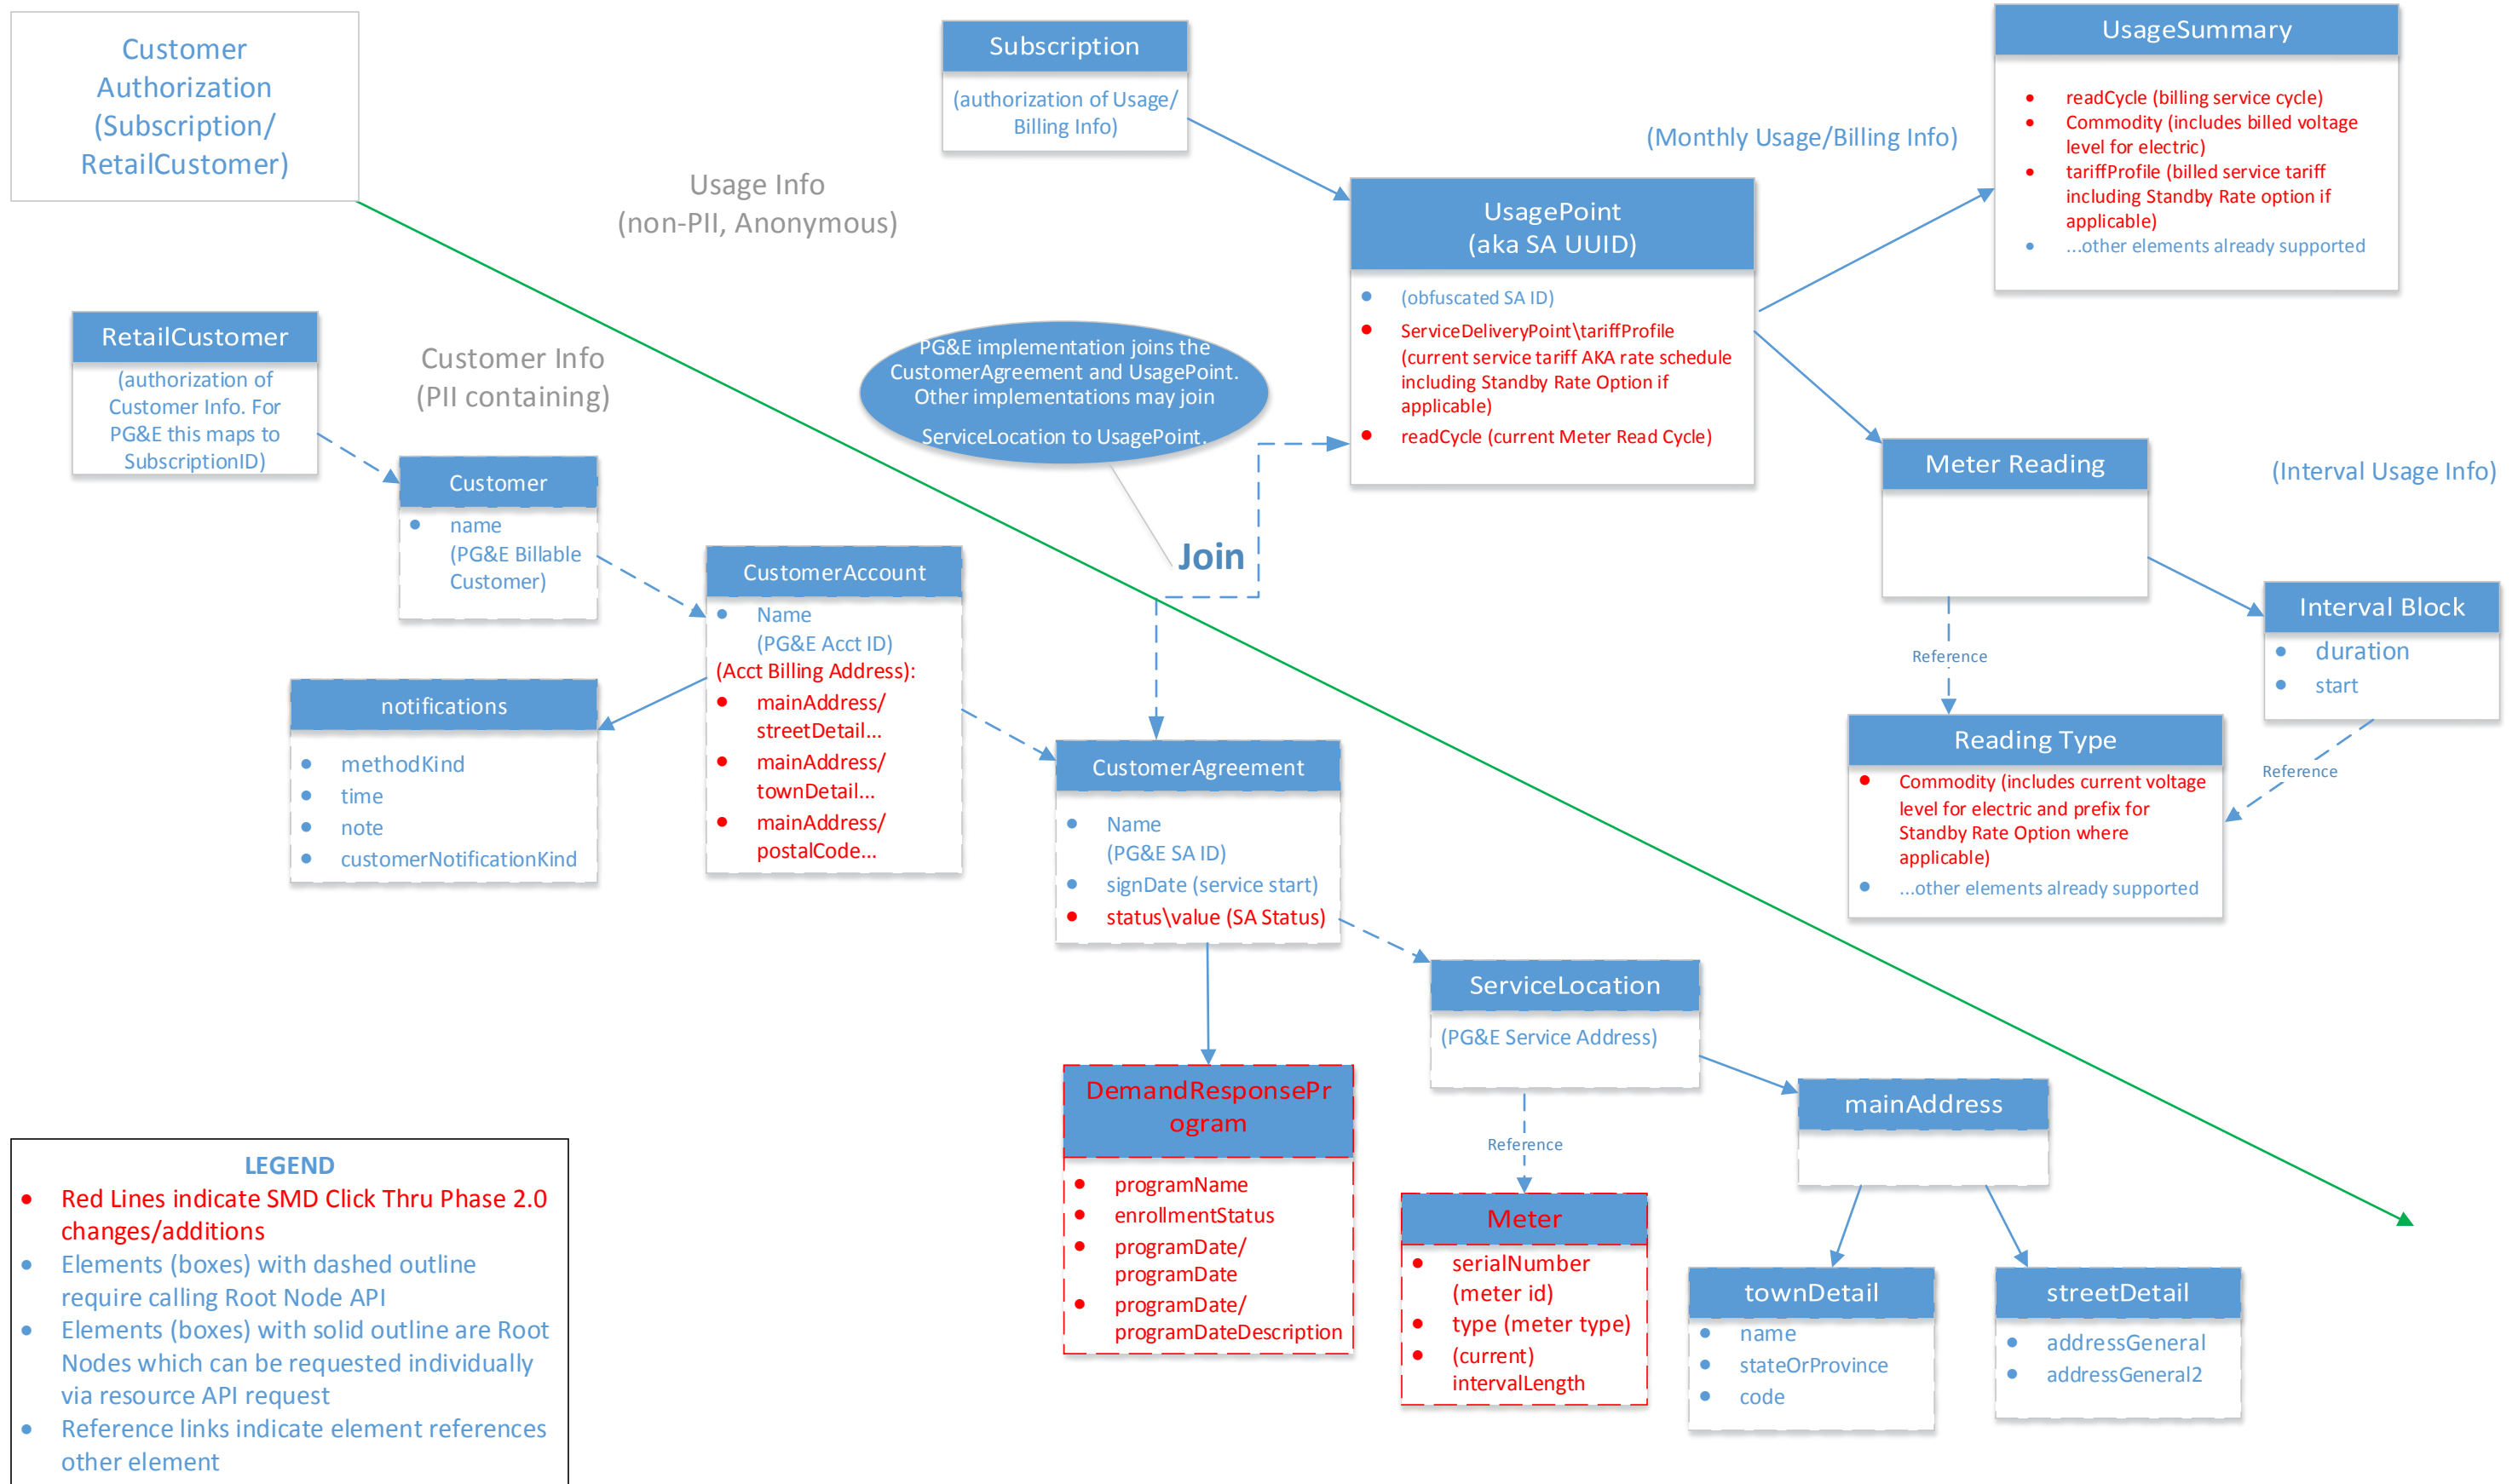 Customer
Authorization
(Subscription/
RetailCustomer)
Subscription
(authorization of Usage/
Billing Info)
UsageSummary
readCycle (billing service cycle)
Commodity (includes billed voltage
level for electric)
tariffProfile (billed service tariff
including Standby Rate option if
applicable)
...other elements already supported
(Monthly Usage/Billing Info)
Usage Info
(non-PII, Anonymous)
UsagePoint
(aka SA UUID)
(obfuscated SA ID)
ServiceDeliveryPoint\tariffProfile
(current service tariff AKA rate schedule
including Standby Rate Option if
applicable)
readCycle (current Meter Read Cycle)
RetailCustomer
(authorization of
Customer Info. For
PG&E this maps to
SubscriptionID)
Customer Info
(PII containing)
PG&E implementation joins the
CustomerAgreement and UsagePoint.
Other implementations may join
ServiceLocation to UsagePoint.
Meter Reading
(Interval Usage Info)
Customer
name
(PG&E Billable
Customer)
Join
CustomerAccount
Name
(PG&E Acct ID)
(Acct Billing Address):
mainAddress/
streetDetail...
mainAddress/
townDetail...
mainAddress/
postalCode...
Interval Block
duration
start
Reference
Reading Type
Commodity (includes current voltage
level for electric and prefix for
Standby Rate Option where
applicable)
...other elements already supported
Reference
notifications
methodKind
time
note
customerNotificationKind
CustomerAgreement
Name
(PG&E SA ID)
signDate (service start)
status\value (SA Status)
ServiceLocation
(PG&E Service Address)
DemandResponsePr
ogram
programName
enrollmentStatus
programDate/
programDate
programDate/
programDateDescription
Reference
Meter
serialNumber
(meter id)
type (meter type)
(current)
intervalLength
mainAddress
townDetail
name
stateOrProvince
code
streetDetail
addressGeneral
addressGeneral2
LEGEND
Red Lines indicate SMD Click Thru Phase 2.0
changes/additions
Elements (boxes) with dashed outline
require calling Root Node API
Elements (boxes) with solid outline are Root
Nodes which can be requested individually
via resource API request
Reference links indicate element references
other element